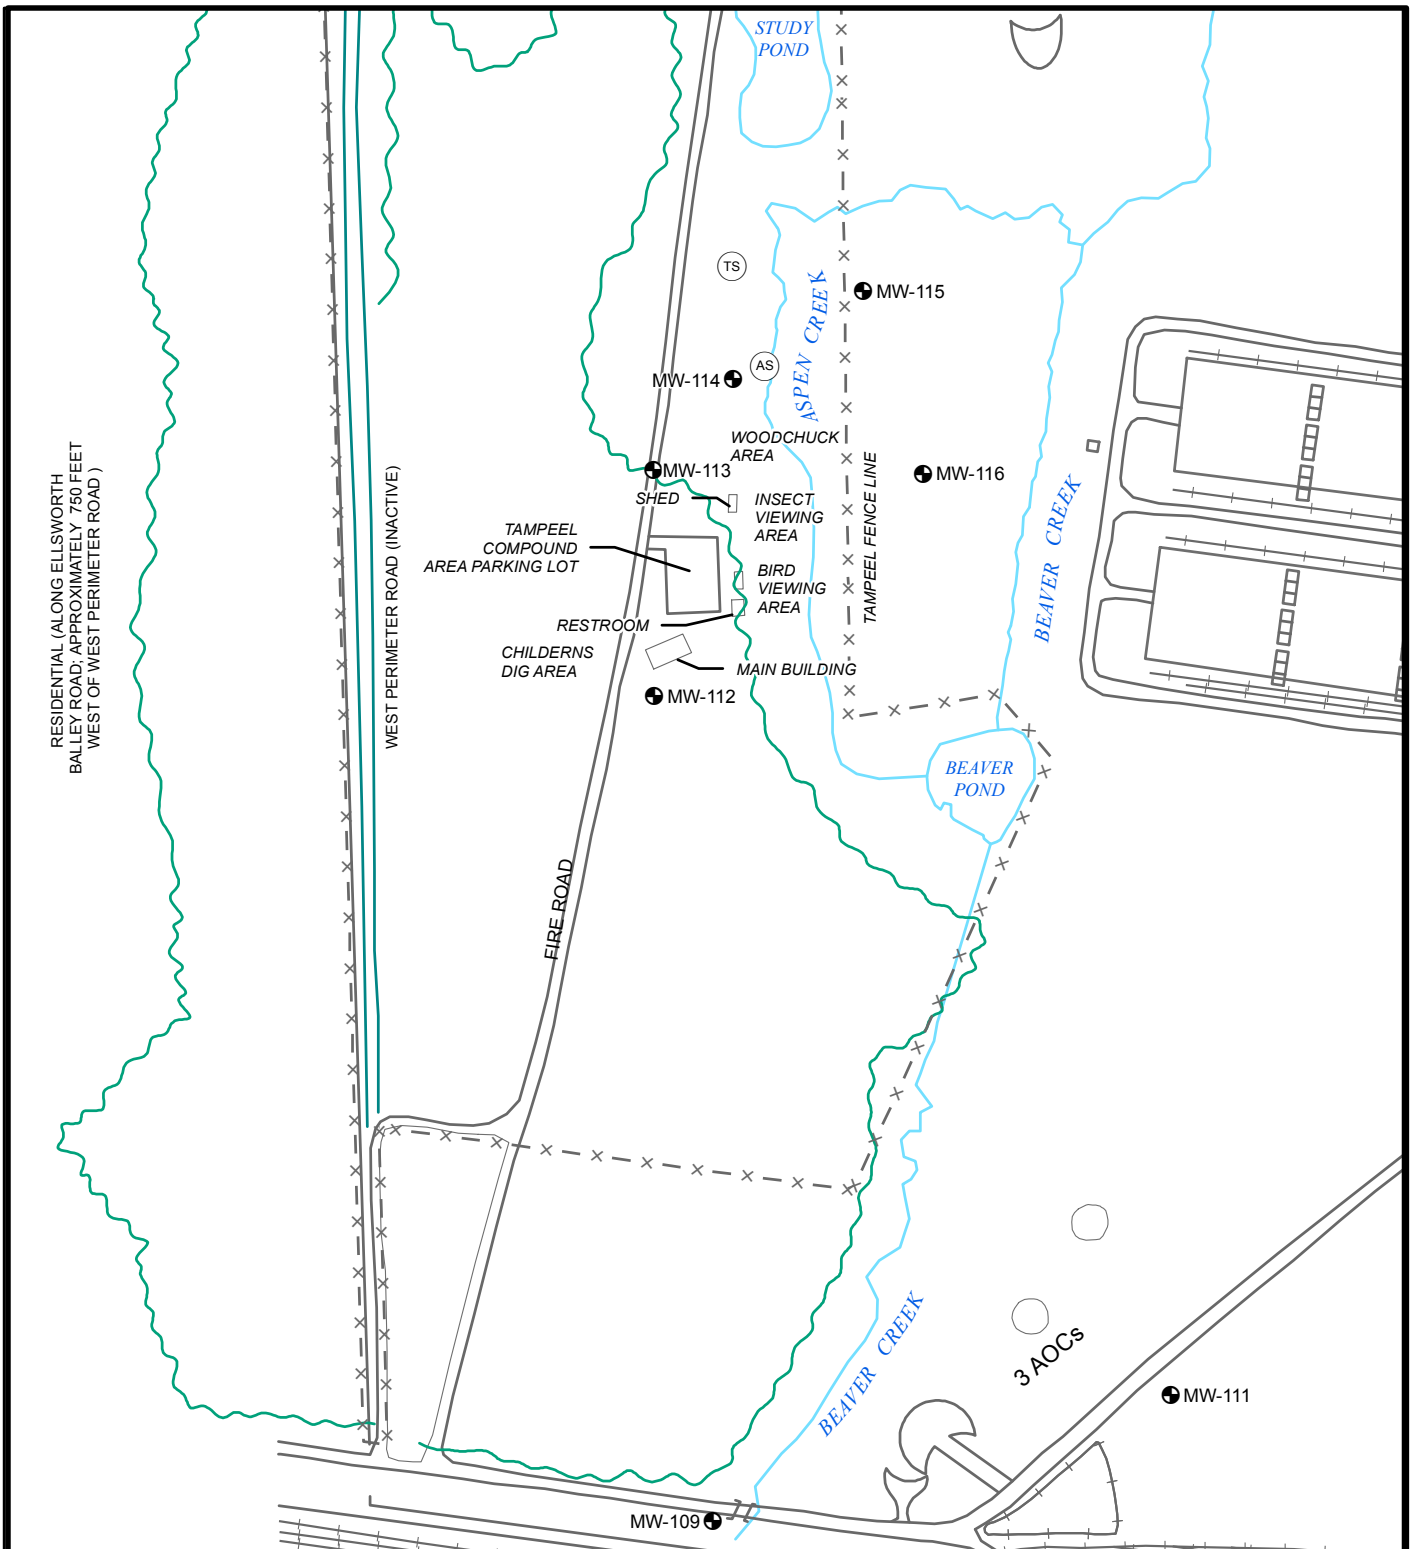 STUDY
POND
TS
MW-115
ASPEN CREEK
AS
MW-114
WOODCHUCK
AREA
MW-113
MW-116
SHED
INSECT
VIEWING
AREA
TAMPEEL
COMPOUND
AREA PARKING LOT
BIRD
VIEWING
AREA
TAMPEEL FENCE LINE
BEAVER CREEK
RESTROOM
CHILDERNS
DIG AREA
MAIN BUILDING
MW-112
RESIDENTIAL (ALONG ELLSWORTH
BALLEY ROAD; APPROXIMATELY 750 FEET
WEST OF WEST PERIMETER ROAD )
WEST PERIMETER ROAD (INACTIVE)
BEAVER
POND
FIRE ROAD
BEAVER CREEK
3 AOCs
MW-111
MW-109